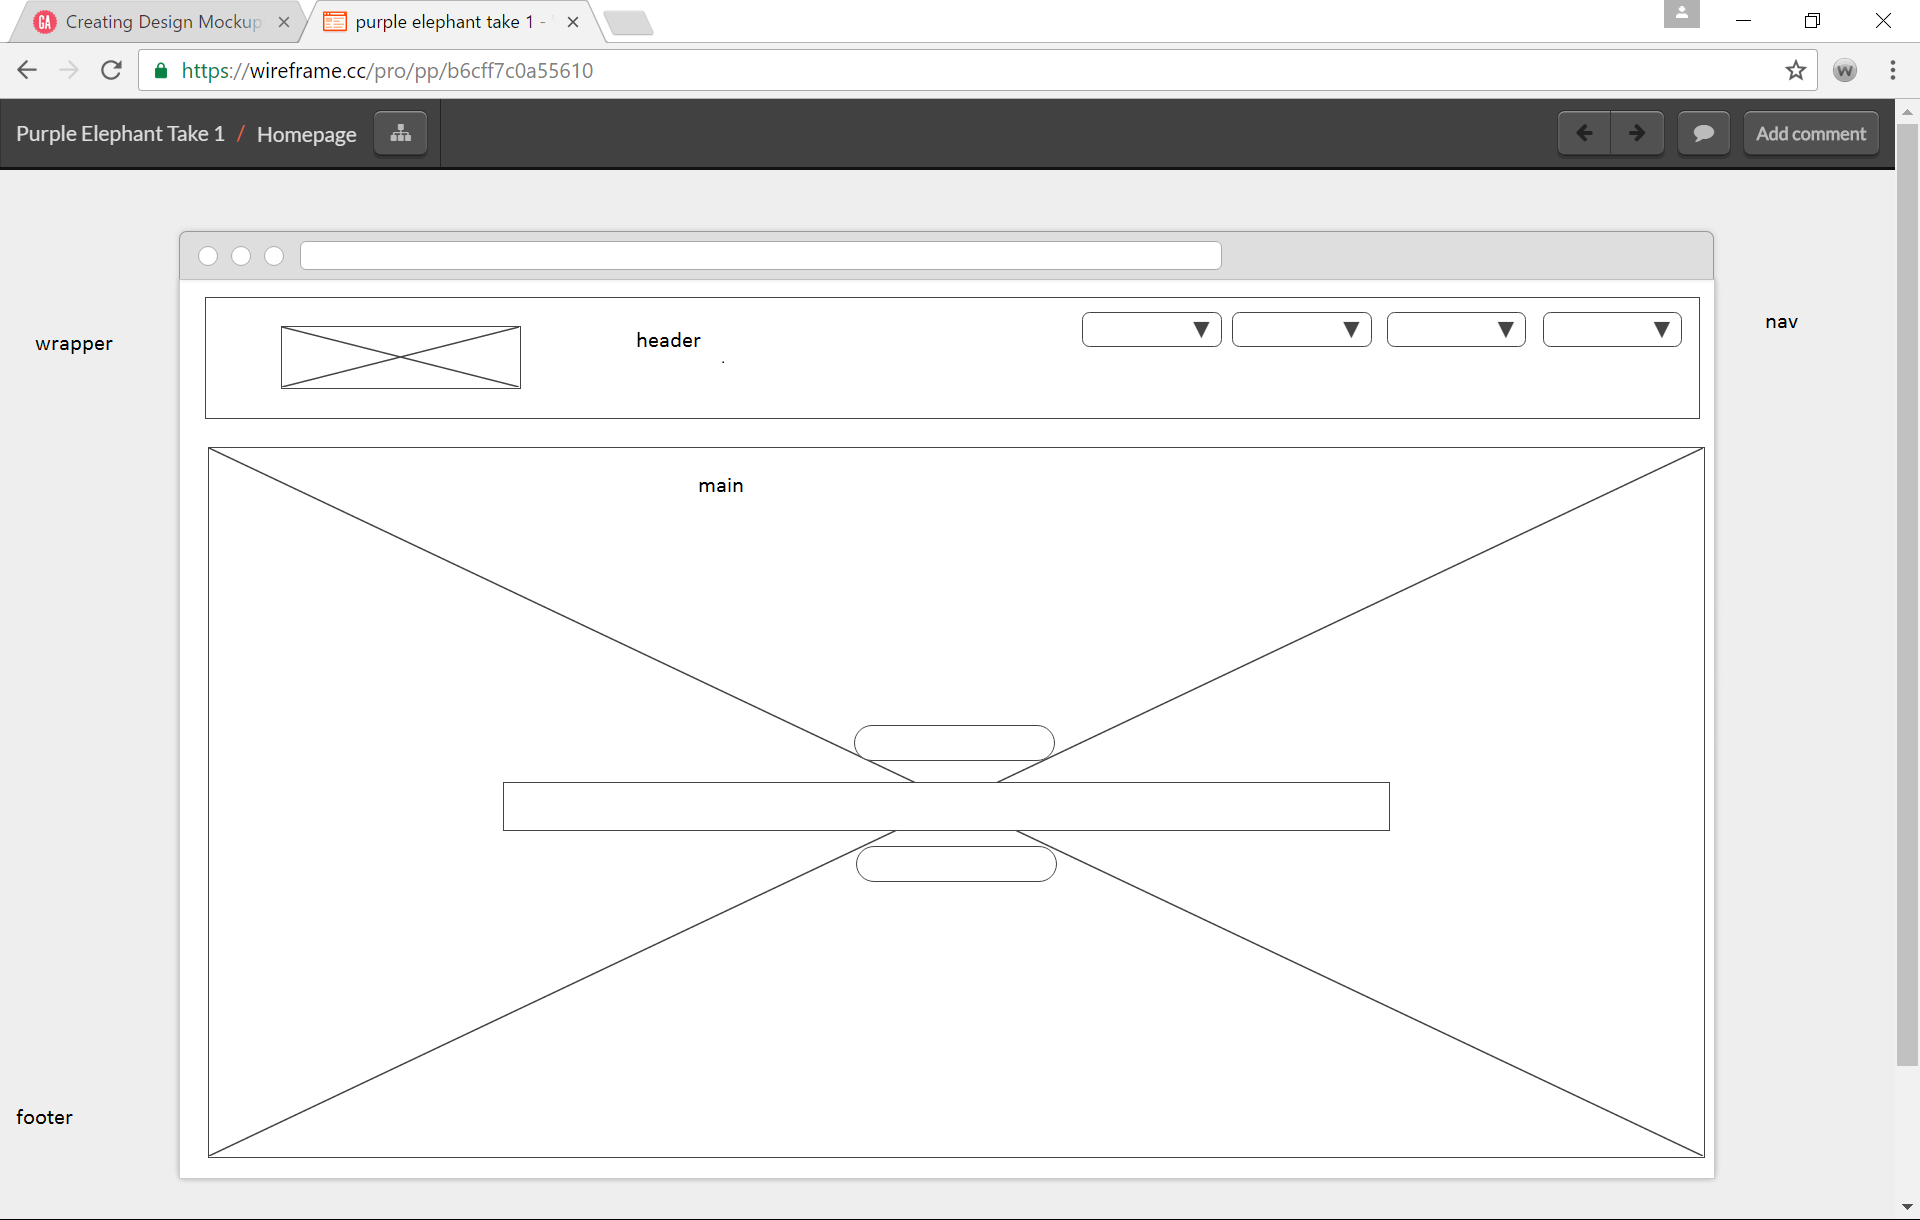 GA Creating Design Mockup
purple elephant take 1 -
https://wireframe.cc/pro/pp/b6cff7c0a55610
W
Purple Elephant Take 1 / Homepage
Add comment
nav
header
wrapper
main
footer